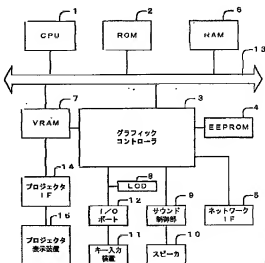 1
CPU
2
ROM
6
RAM
13
7
VRAM
3
グラフィック
コントローラ
4
EEPROM
14
プロジェクタ
IF
8
LCD
12
I/O
ポート
9
サウンド
制御部
5
ネットワーク
IF
15
プロジェクタ
表示装置
11
キー入力
装置
10
スピーカ